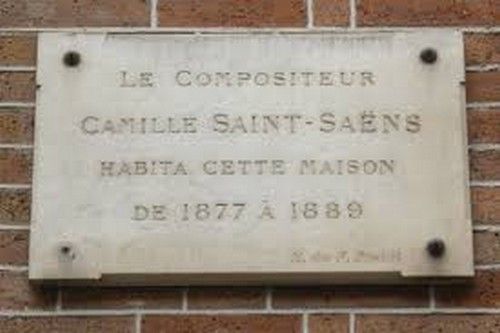 LE COMPOSITEUR
CAMILLE SAINT-SAËNS
HABITA CETTE MAISON
DE 1877 À 1889